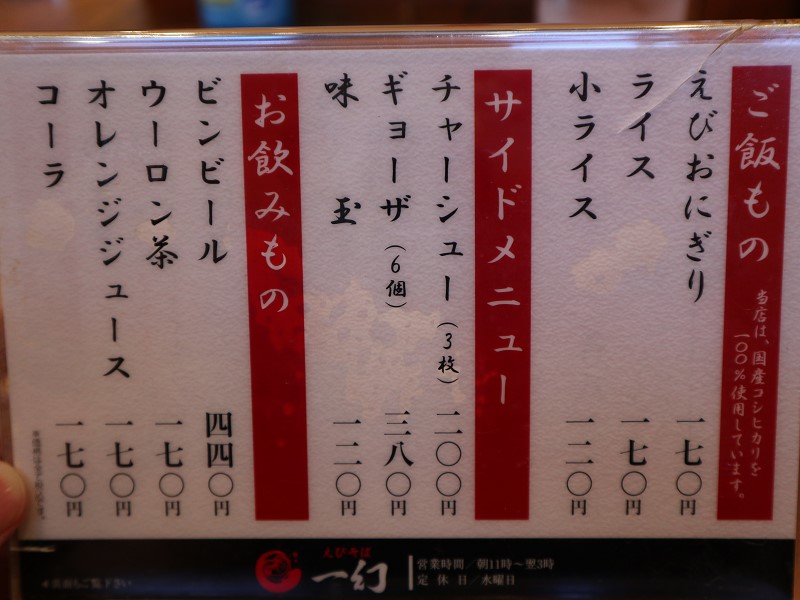 ご飯もの
当店は、国産コシヒカリを
一〇〇％使用しています。
えびおにぎり 一七〇円
ライス 一七〇円
小ライス 一二〇円
サイドメニュー
チャーシュー（3枚） 二〇〇円
ギョーザ（6個） 三八〇円
味玉 一二〇円
お飲みもの
ビンビール 四四〇円
ウーロン茶 一七〇円
オレンジジュース 一七〇円
コーラ 一七〇円
えびそば
一幻
営業時間／朝11時〜翌3時
定休日／水曜日